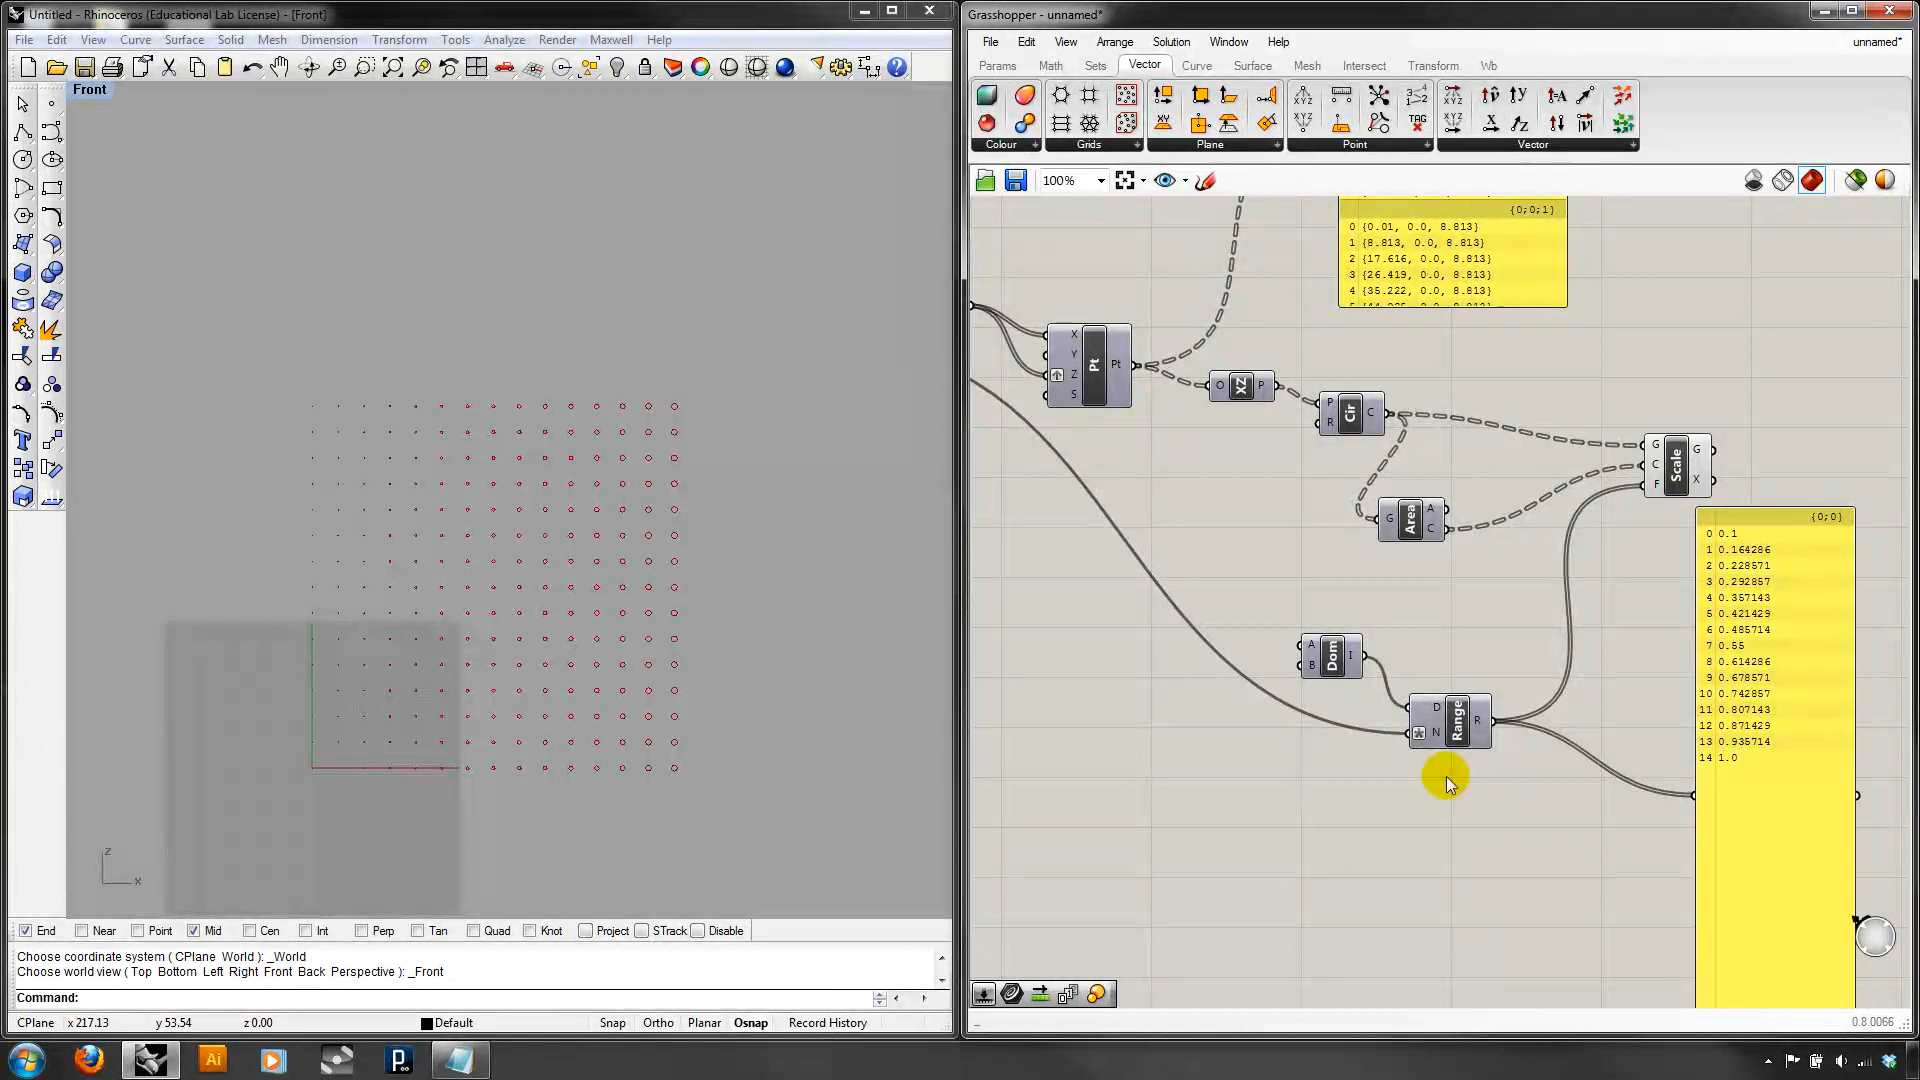 Untitled - Rhinoceros (Educational Lab License) - [Front]
File Edit View Curve Surface Solid Mesh Dimension Transform Tools Analyze Render Maxwell Help
Front
z
x
End Near Point Mid Cen Int Perp Tan Quad Knot Project STrack Disable
Choose coordinate system ( CPlane World ): _World
Choose world view ( Top Bottom Left Right Front Back Perspective ): _Front
Command:
CPlane x 217.13 y 53.54 z 0.00 Default Snap Ortho Planar Osnap Record History
Grasshopper - unnamed*
File Edit View Arrange Solution Window Help unnamed*
Params Math Sets Vector Curve Surface Mesh Intersect Transform Wb
Colour Grids Plane Point Vector
100%
{0;0;1}
0 {0.01, 0.0, 8.813}
1 {8.813, 0.0, 8.813}
2 {17.616, 0.0, 8.813}
3 {26.419, 0.0, 8.813}
4 {35.222, 0.0, 8.813}
X Y Z S Pt Pt
O XZ P
P R Cir C
G Area A C
G C F Scale G X
A B Dom I
D N Range R
{0;0}
0 0.1
1 0.164286
2 0.228571
3 0.292857
4 0.357143
5 0.421429
6 0.485714
7 0.55
8 0.614286
9 0.678571
10 0.742857
11 0.807143
12 0.871429
13 0.935714
14 1.0
0.8.0066
Ai
P